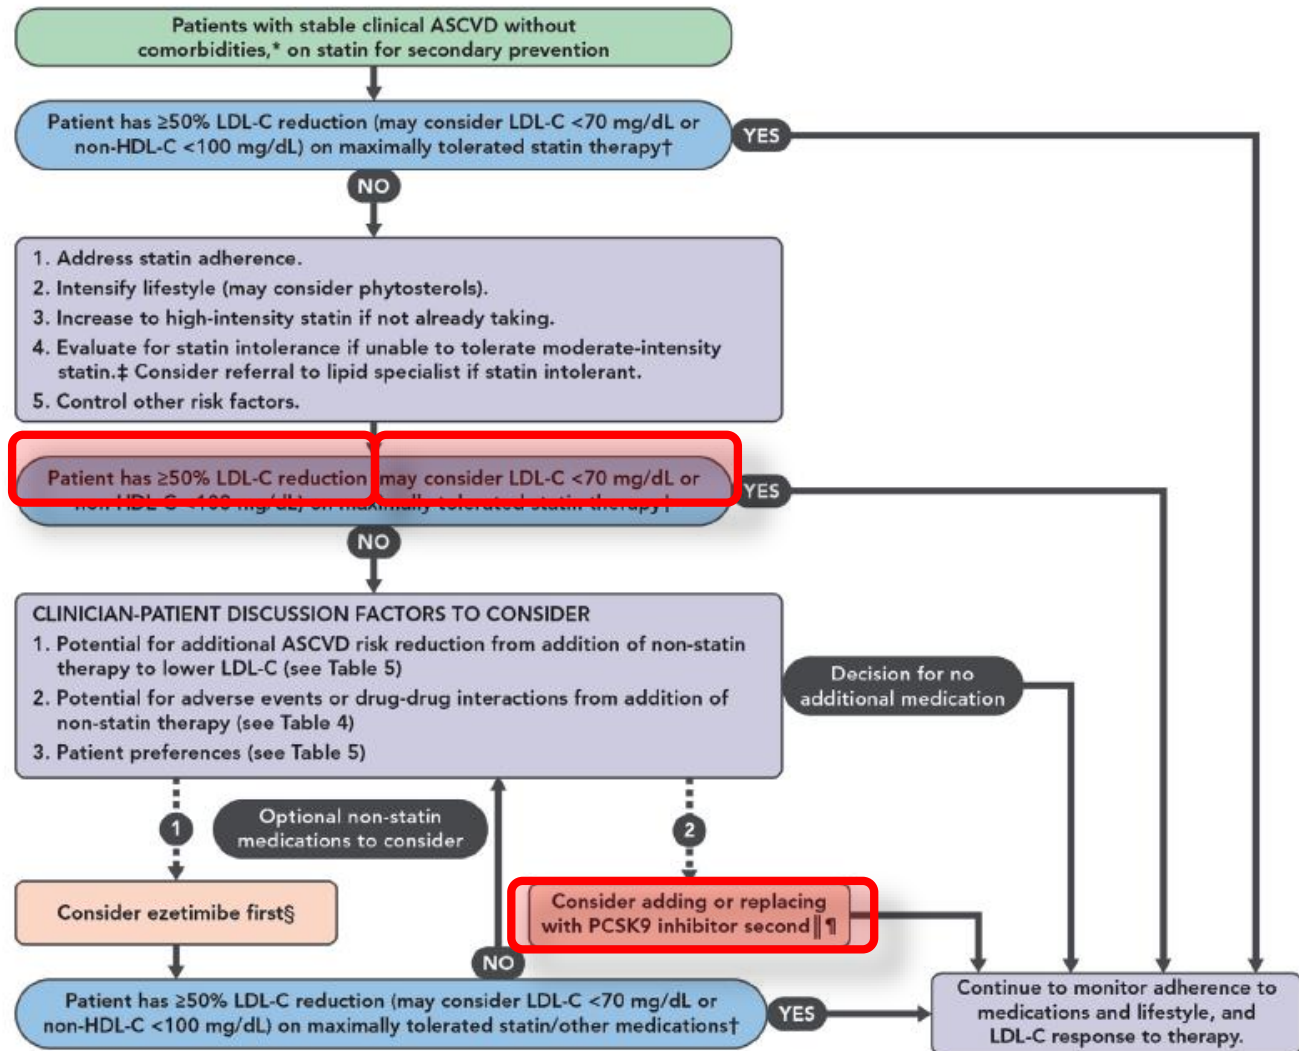 Patients with stable clinical ASCVD without
comorbidities,* on statin for secondary prevention
Patient has ≥50% LDL-C reduction (may consider LDL-C <70 mg/dL or
non-HDL-C <100 mg/dL) on maximally tolerated statin therapy†
YES
NO
1. Address statin adherence.
2. Intensify lifestyle (may consider phytosterols).
3. Increase to high-intensity statin if not already taking.
4. Evaluate for statin intolerance if unable to tolerate moderate-intensity
statin.‡ Consider referral to lipid specialist if statin intolerant.
5. Control other risk factors.
Patient has ≥50% LDL-C reduction (may consider LDL-C <70 mg/dL or
non-HDL-C <100 mg/dL) on maximally tolerated statin therapy†
YES
NO
CLINICIAN-PATIENT DISCUSSION FACTORS TO CONSIDER
1. Potential for additional ASCVD risk reduction from addition of non-statin
therapy to lower LDL-C (see Table 5)
2. Potential for adverse events or drug-drug interactions from addition of
non-statin therapy (see Table 4)
3. Patient preferences (see Table 5)
Decision for no
additional medication
1
Optional non-statin
medications to consider
2
Consider ezetimibe first§
Consider adding or replacing
with PCSK9 inhibitor second‖¶
NO
Patient has ≥50% LDL-C reduction (may consider LDL-C <70 mg/dL or
non-HDL-C <100 mg/dL) on maximally tolerated statin/other medications†
YES
Continue to monitor adherence to
medications and lifestyle, and
LDL-C response to therapy.